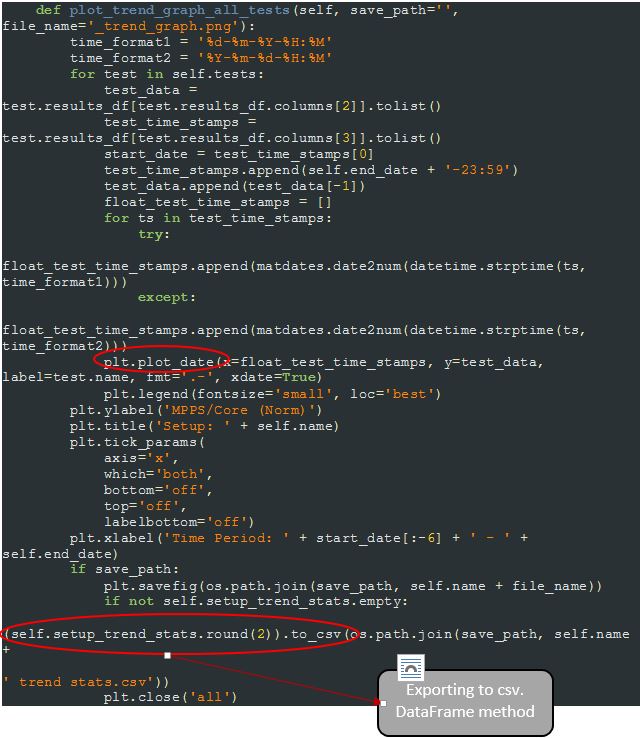 def plot_trend_graph_all_tests(self, save_path='',
file_name='_trend_graph.png'):
time_format1 = '%d-%m-%Y-%H:%M'
time_format2 = '%Y-%m-%d-%H:%M'
for test in self.tests:
test_data =
test.results_df[test.results_df.columns[2]].tolist()
test_time_stamps =
test.results_df[test.results_df.columns[3]].tolist()
start_date = test_time_stamps[0]
test_time_stamps.append(self.end_date + '-23:59')
test_data.append(test_data[-1])
float_test_time_stamps = []
for ts in test_time_stamps:
try:
float_test_time_stamps.append(matdates.date2num(datetime.strptime(ts,
time_format1)))
except:
float_test_time_stamps.append(matdates.date2num(datetime.strptime(ts,
time_format2)))
plt.plot_date(x=float_test_time_stamps, y=test_data,
label=test.name, fmt='.-', xdate=True)
plt.legend(fontsize='small', loc='best')
plt.ylabel('MPPS/Core (Norm)')
plt.title('Setup: ' + self.name)
plt.tick_params(
axis='x',
which='both',
bottom='off',
top='off',
labelbottom='off')
plt.xlabel('Time Period: ' + start_date[:-6] + ' - ' +
self.end_date)
if save_path:
plt.savefig(os.path.join(save_path, self.name + file_name))
if not self.setup_trend_stats.empty:
(self.setup_trend_stats.round(2)).to_csv(os.path.join(save_path, self.name
+
'_trend_stats.csv'))
plt.close('all')
Exporting to csv.
DataFrame method